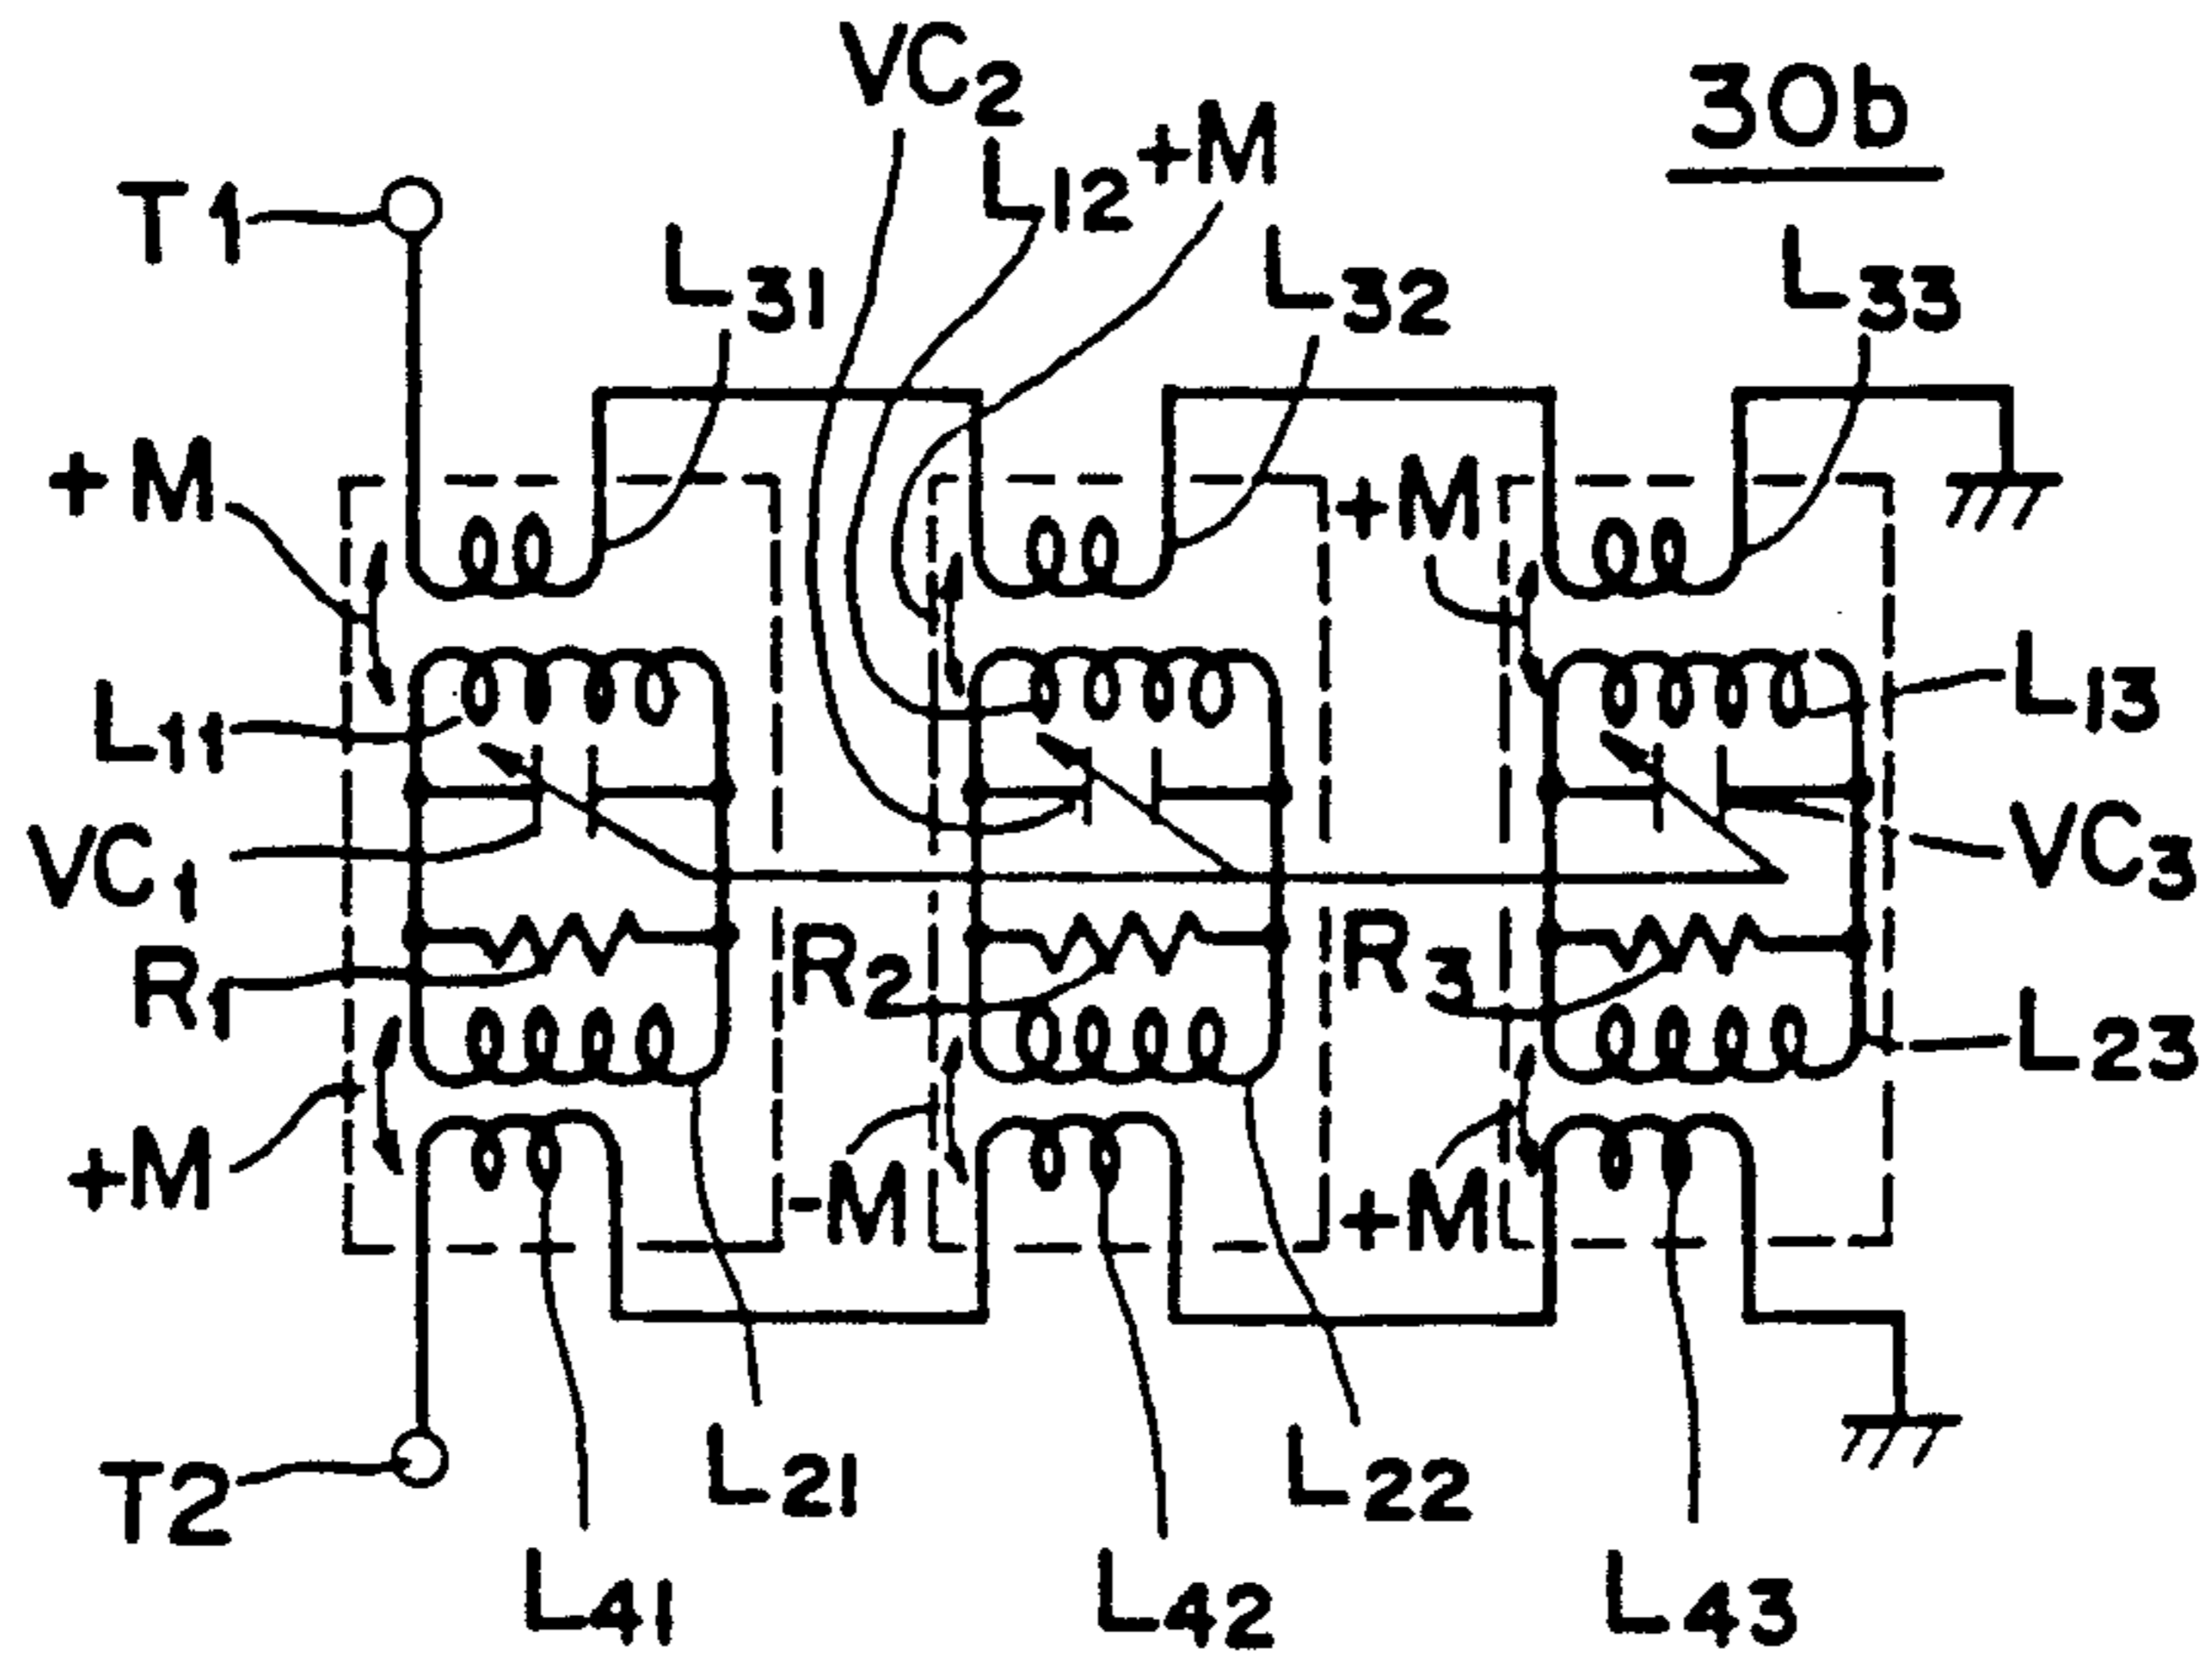 VC2
30b
L12
+M
T1
L31
L32
L33
+M
+M
L11
L13
VC1
VC3
R1
R2
R3
L23
+M
-M
+M
T2
L21
L22
L41
L42
L43